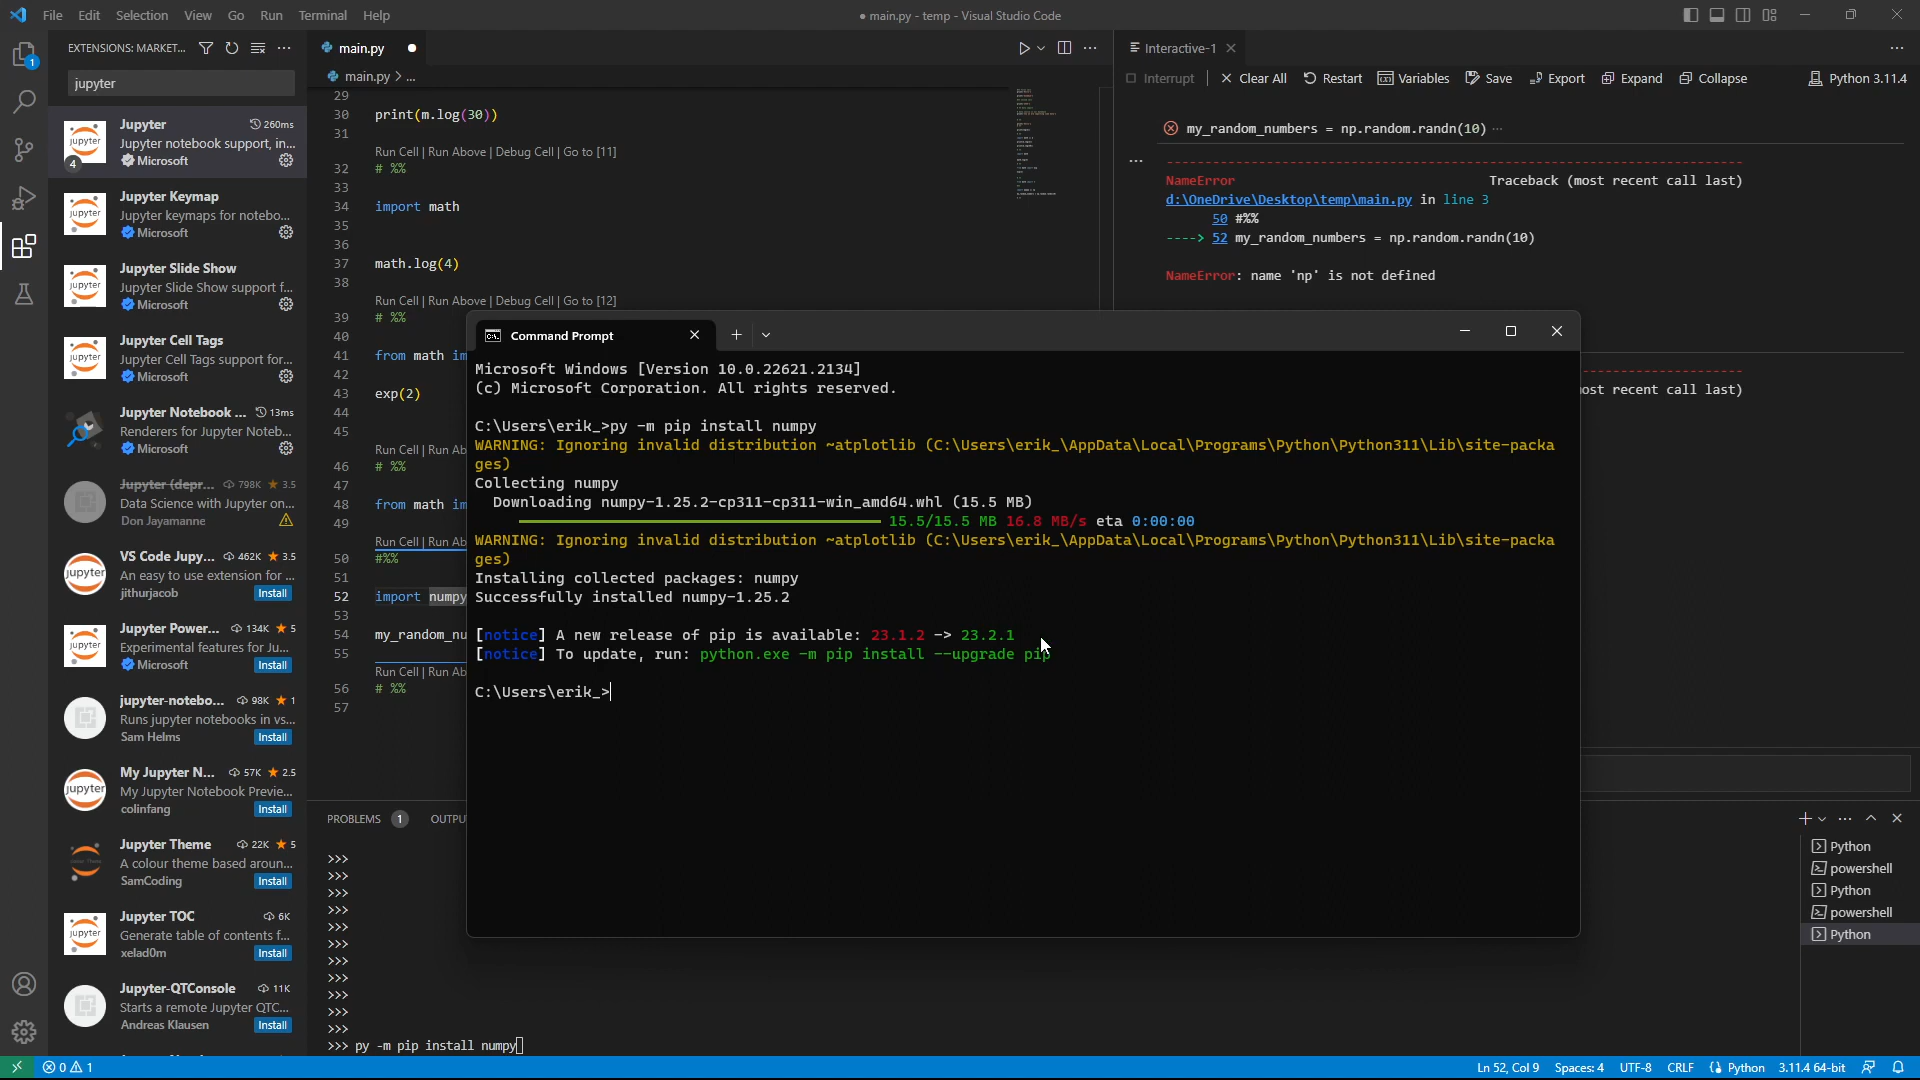 File Edit Selection View Go Run Terminal Help
● main.py - temp - Visual Studio Code
EXTENSIONS: MARKET...
jupyter
Jupyter 260ms
Jupyter notebook support, in...
Microsoft
4
Jupyter Keymap
Jupyter keymaps for notebo...
Microsoft
Jupyter Slide Show
Jupyter Slide Show support f...
Microsoft
Jupyter Cell Tags
Jupyter Cell Tags support for...
Microsoft
Jupyter Notebook ... 13ms
Renderers for Jupyter Noteb...
Microsoft
Jupyter (depr... 798K 3.5
Data Science with Jupyter on...
Don Jayamanne
VS Code Jupy... 462K 3.5
An easy to use extension for ...
jithurjacob Install
Jupyter Power... 134K 5
Experimental features for Ju...
Microsoft Install
jupyter-notebo... 98K 1
Runs jupyter notebooks in vs...
Sam Helms Install
My Jupyter N... 57K 2.5
My Jupyter Notebook Previe...
colinfang Install
Jupyter Theme 22K 5
A colour theme based aroun...
SamCoding Install
Jupyter TOC 6K
Generate table of contents f...
xelad0m Install
Jupyter-QTConsole 11K
Starts a remote Jupyter QTC...
Andreas Klausen Install
main.py ●
main.py > ...
29
30 print(m.log(30))
31
Run Cell | Run Above | Debug Cell | Go to [11]
32 # %%
33
34 import math
35
36
37 math.log(4)
38
Run Cell | Run Above | Debug Cell | Go to [12]
39 # %%
40
41 from math im
42
43 exp(2)
44
45
Run Cell | Run Ab
46 # %%
47
48 from math im
49
Run Cell | Run Ab
50 #%%
51
52 import numpy
53
54 my_random_nu
55
Run Cell | Run Ab
56 # %%
57
Interactive-1
Interrupt | Clear All Restart Variables Save Export Expand Collapse Python 3.11.4
my_random_numbers = np.random.randn(10) ...
NameError Traceback (most recent call last)
d:\OneDrive\Desktop\temp\main.py in line 3
50 #%%
----> 52 my_random_numbers = np.random.randn(10)
NameError: name 'np' is not defined
ost recent call last)
Command Prompt
Microsoft Windows [Version 10.0.22621.2134]
(c) Microsoft Corporation. All rights reserved.
C:\Users\erik_>py -m pip install numpy
WARNING: Ignoring invalid distribution ~atplotlib (C:\Users\erik_\AppData\Local\Programs\Python\Python311\Lib\site-packa
ges)
Collecting numpy
Downloading numpy-1.25.2-cp311-cp311-win_amd64.whl (15.5 MB)
15.5/15.5 MB 16.8 MB/s eta 0:00:00
WARNING: Ignoring invalid distribution ~atplotlib (C:\Users\erik_\AppData\Local\Programs\Python\Python311\Lib\site-packa
ges)
Installing collected packages: numpy
Successfully installed numpy-1.25.2
[notice] A new release of pip is available: 23.1.2 -> 23.2.1
[notice] To update, run: python.exe -m pip install --upgrade pip
C:\Users\erik_>
PROBLEMS 1 OUTPU
>>>
>>>
>>>
>>>
>>>
>>>
>>>
>>>
>>>
>>>
>>>
>>> py -m pip install numpy
Python
powershell
Python
powershell
Python
0 1
Ln 52, Col 9 Spaces: 4 UTF-8 CRLF Python 3.11.4 64-bit